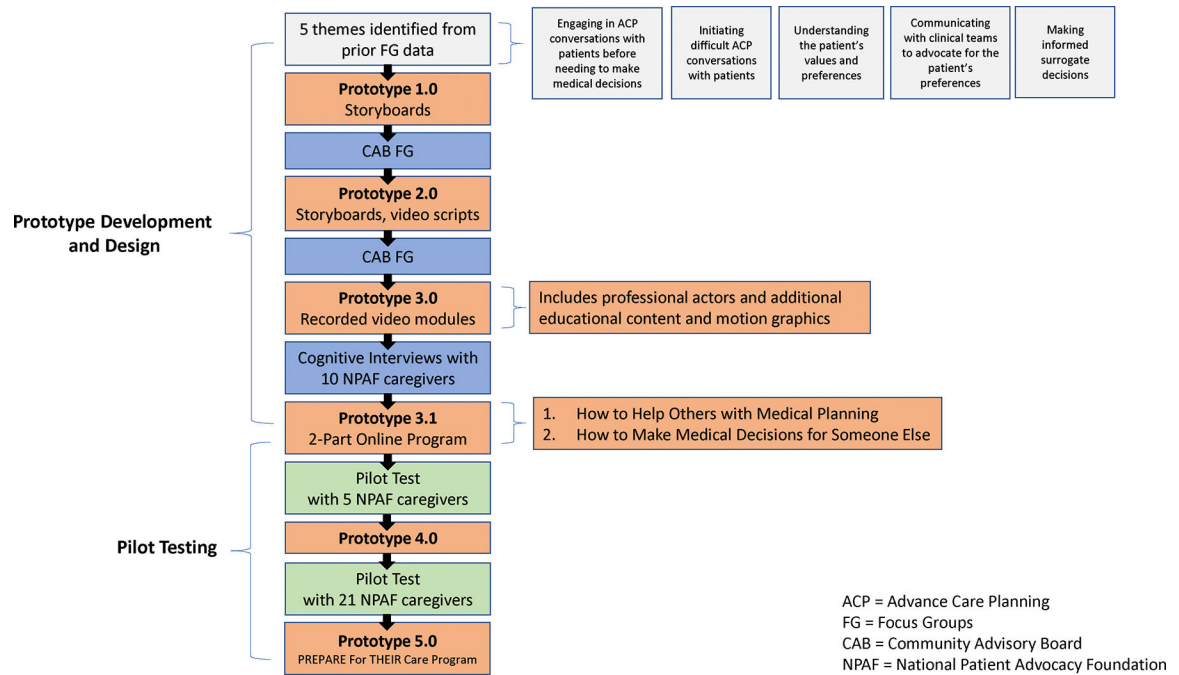 5 themes identified from
prior FG data
Engaging in ACP
conversations with
patients before
needing to make
medical decisions
Initiating
difficult ACP
conversations
with patients
Understanding
the patient's
values and
preferences
Communicating
with clinical teams
to advocate for the
patient's
preferences
Making
informed
surrogate
decisions
Prototype 1.0
Storyboards
CAB FG
Prototype 2.0
Storyboards, video scripts
Prototype Development
and Design
CAB FG
Prototype 3.0
Recorded video modules
Includes professional actors and additional
educational content and motion graphics
Cognitive Interviews with
10 NPAF caregivers
Prototype 3.1
2-Part Online Program
1. How to Help Others with Medical Planning
2. How to Make Medical Decisions for Someone Else
Pilot Test
with 5 NPAF caregivers
Pilot Testing
Prototype 4.0
Pilot Test
with 21 NPAF caregivers
Prototype 5.0
PREPARE For THEIR Care Program
ACP = Advance Care Planning
FG = Focus Groups
CAB = Community Advisory Board
NPAF = National Patient Advocacy Foundation